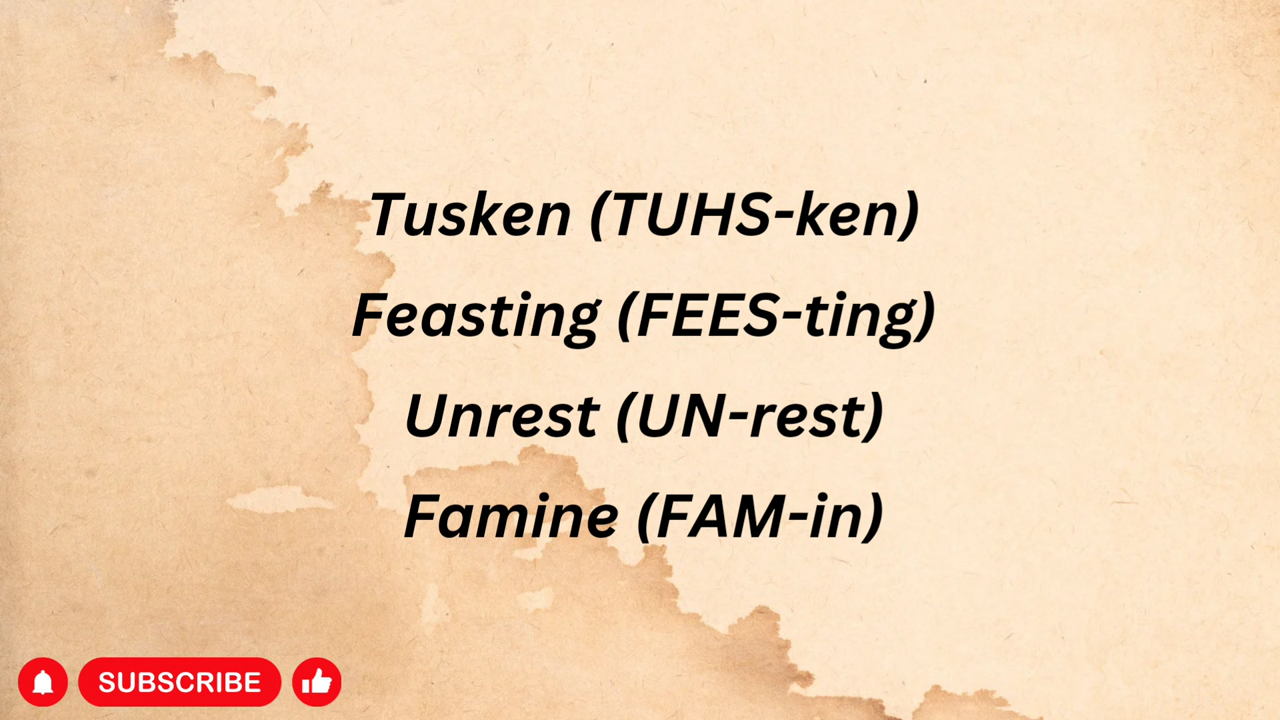 Tusken (TUHS-ken)
Feasting (FEES-ting)
Unrest (UN-rest)
Famine (FAM-in)
SUBSCRIBE